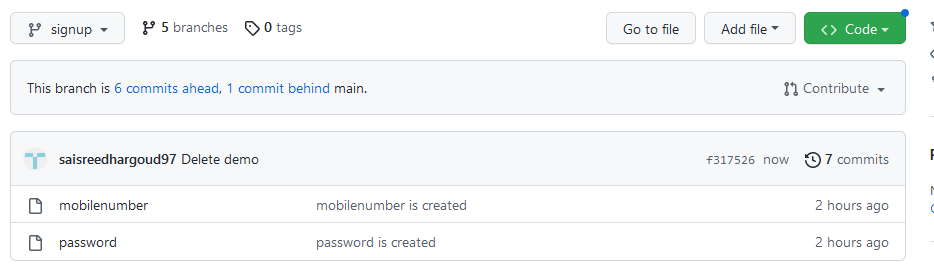 signup 5 branches 0 tags Go to file Add file Code
This branch is 6 commits ahead, 1 commit behind main. Contribute
saisreedhargoud97 Delete demo f317526 now 7 commits
mobilenumber mobilenumber is created 2 hours ago
password password is created 2 hours ago